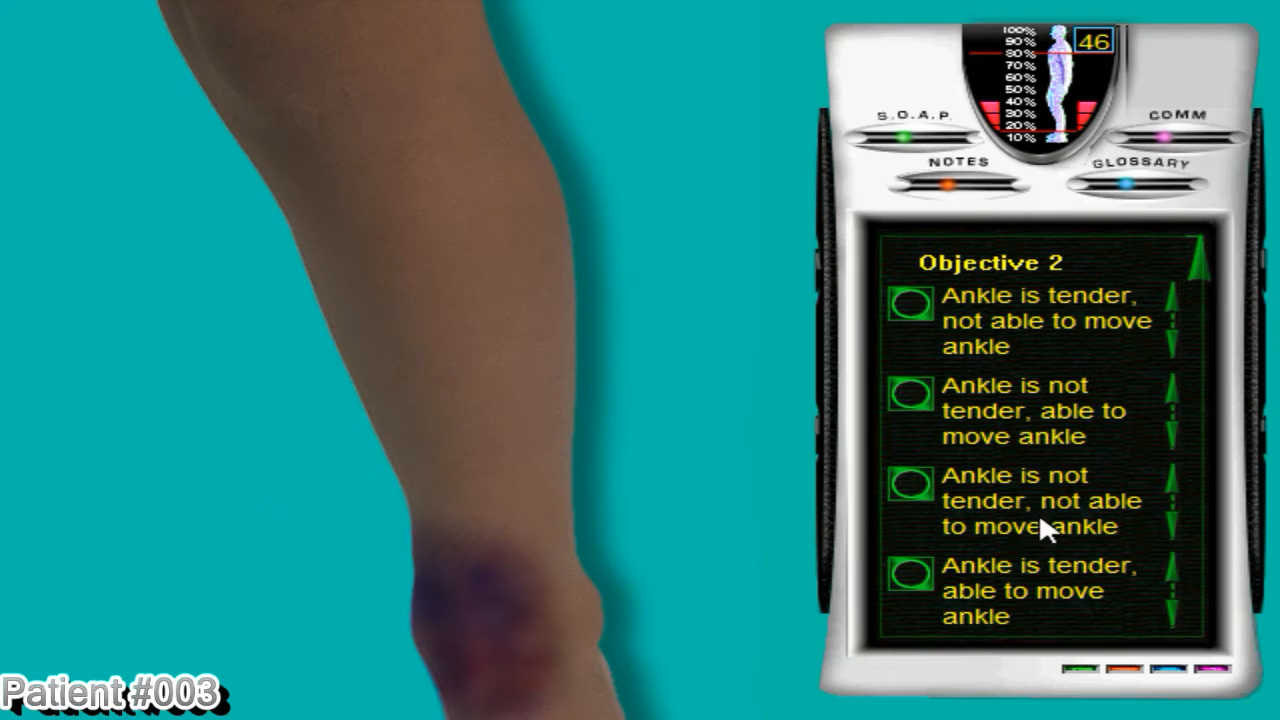 100%
90%
80%
70%
60%
50%
40%
30%
20%
10%
46
S.O.A.P.
COMM
NOTES
GLOSSARY
Objective 2
Ankle is tender,
not able to move
ankle
Ankle is not
tender, able to
move ankle
Ankle is not
tender, not able
to move ankle
Ankle is tender,
able to move
ankle
Patient #003